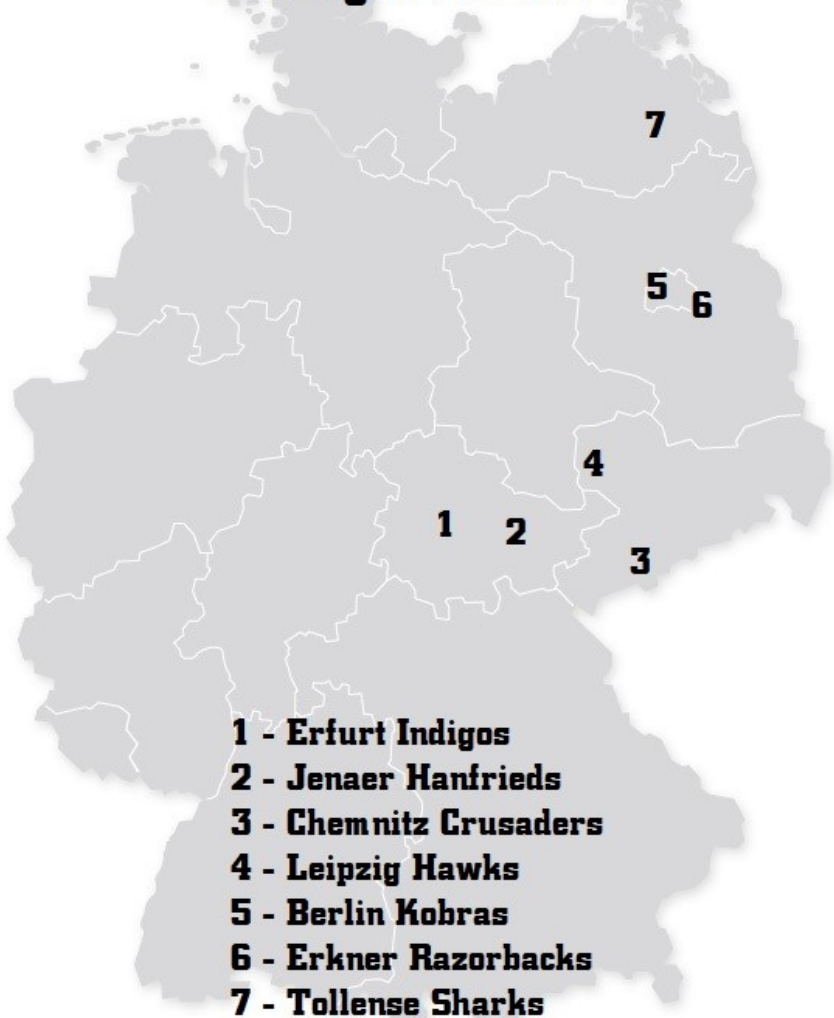 7
5
6
4
1
2
3
1 - Erfurt Indigos
2 - Jenaer Hanfrieds
3 - Chemnitz Crusaders
4 - Leipzig Hawks
5 - Berlin Kobras
6 - Erkner Razorbacks
7 - Tollense Sharks